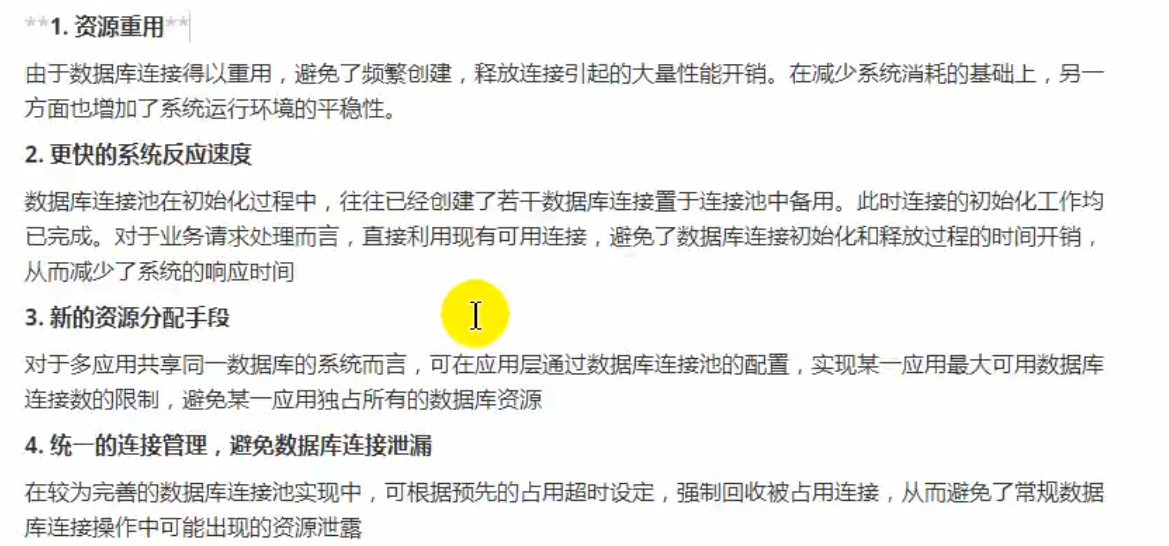 **1. 资源重用**
由于数据库连接得以重用，避免了频繁创建，释放连接引起的大量性能开销。在减少系统消耗的基础上，另一
方面也增加了系统运行环境的平稳性。
2. 更快的系统反应速度
数据库连接池在初始化过程中，往往已经创建了若干数据库连接置于连接池中备用。此时连接的初始化工作均
已完成。对于业务请求处理而言，直接利用现有可用连接，避免了数据库连接初始化和释放过程的时间开销，
从而减少了系统的响应时间
3. 新的资源分配手段
对于多应用共享同一数据库的系统而言，可在应用层通过数据库连接池的配置，实现某一应用最大可用数据库
连接数的限制，避免某一应用独占所有的数据库资源
4. 统一的连接管理，避免数据库连接泄漏
在较为完善的数据库连接池实现中，可根据预先的占用超时设定，强制回收被占用连接，从而避免了常规数据
库连接操作中可能出现的资源泄露